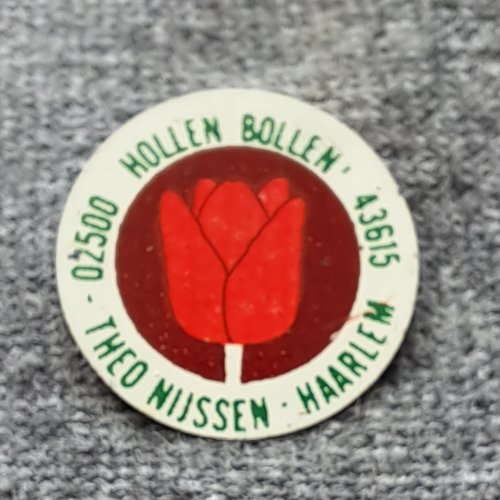 HOLLEN BOLLEN' 43615
THEO NIJSSEN · HAARLEM
· 02500